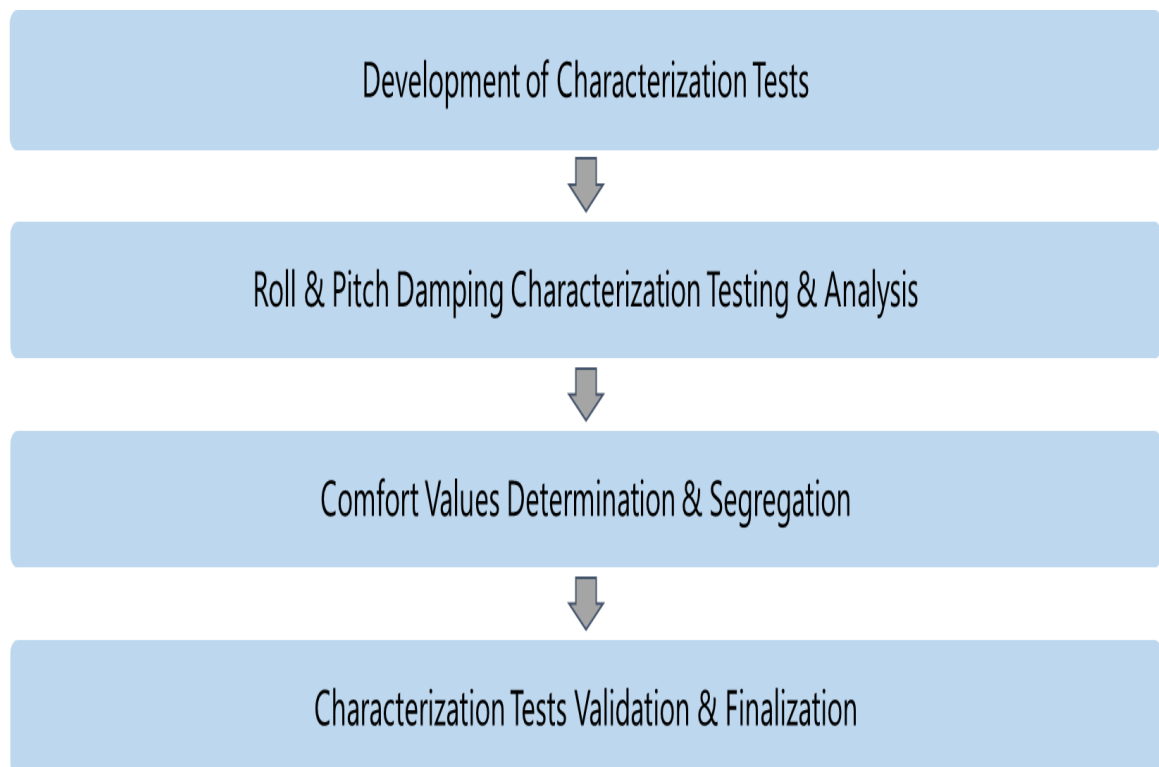 Development of Characterization Tests
Roll & Pitch Damping Characterization Testing & Analysis
Comfort Values Determination & Segregation
Characterization Tests Validation & Finalization